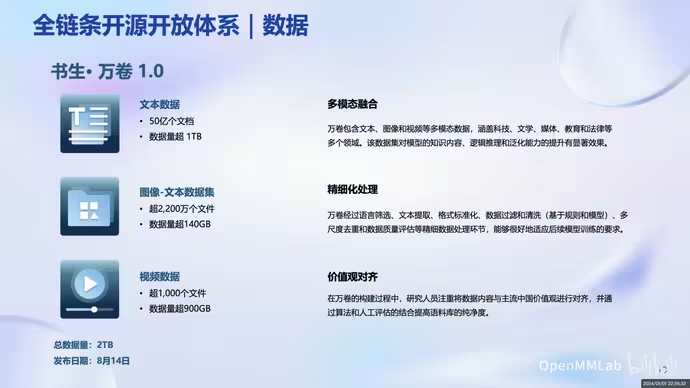 全链条开源开放体系 | 数据
书生· 万卷 1.0
文本数据
• 50亿个文档
• 数据量超 1TB
图像-文本数据集
• 超2,200万个文件
• 数据量超140GB
视频数据
• 超1,000个文件
• 数据量超900GB
总数据量：2TB
发布日期：8月14日
多模态融合
万卷包含文本、图像和视频等多模态数据，涵盖科技、文学、媒体、教育和法律等
多个领域。该数据集对模型的知识内容、逻辑推理和泛化能力的提升有显著效果。
精细化处理
万卷经过语言筛选、文本提取、格式标准化、数据过滤和清洗（基于规则和模型）、多
尺度去重和数据质量评估等精细数据处理环节，能够很好地适应后续模型训练的要求。
价值观对齐
在万卷的构建过程中，研究人员注重将数据内容与主流中国价值观进行对齐，并通
过算法和人工评估的结合提高语料库的纯净度。
OpenMMLab